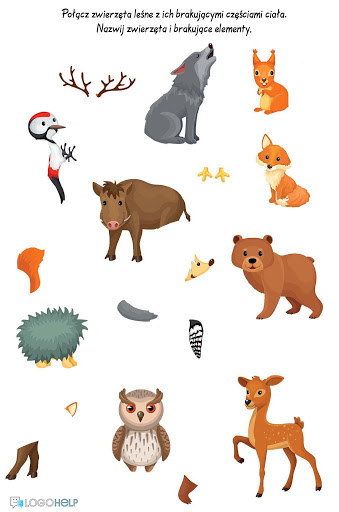 Połącz zwierzęta leśne z ich brakującymi częściami ciała.
Nazwij zwierzęta i brakujące elementy.
LOGOHELP